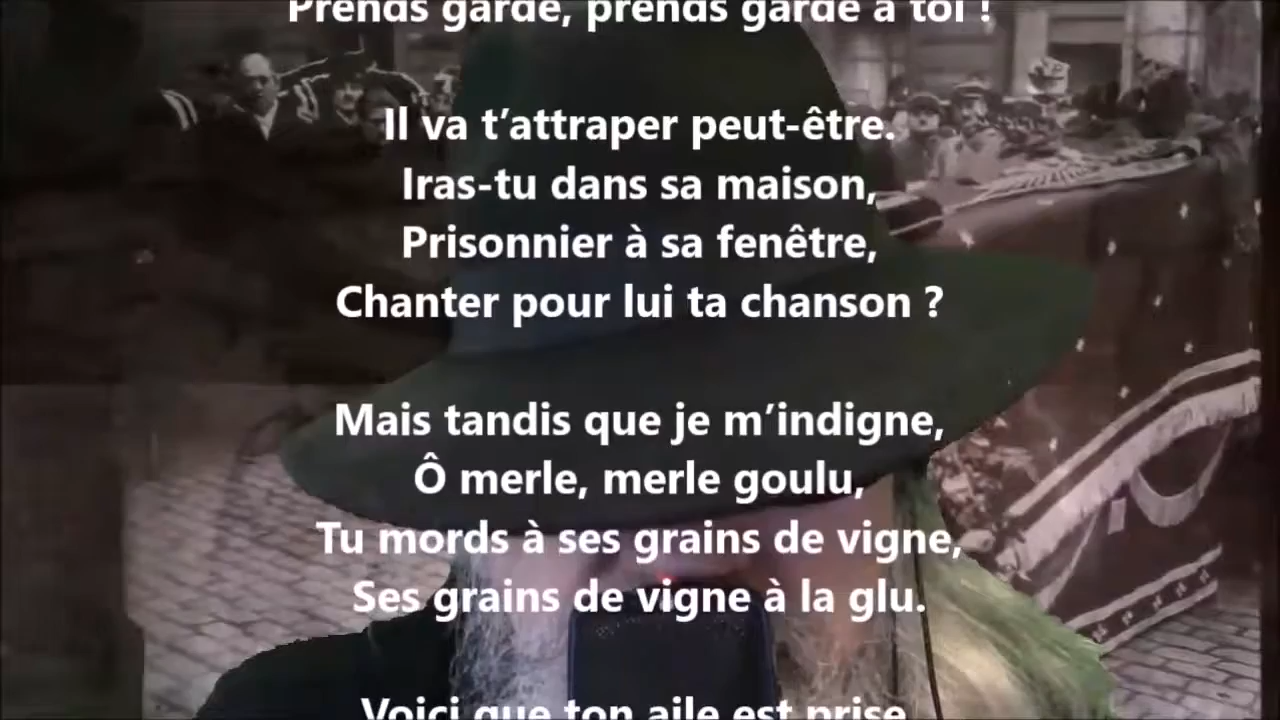 Prends garde, prends garde à toi !
Il va t’attraper peut-être.
Iras-tu dans sa maison,
Prisonnier à sa fenêtre,
Chanter pour lui ta chanson ?
Mais tandis que je m’indigne,
Ô merle, merle goulu,
Tu mords à ses grains de vigne,
Ses grains de vigne à la glu.
Voici que ton aile est prise,